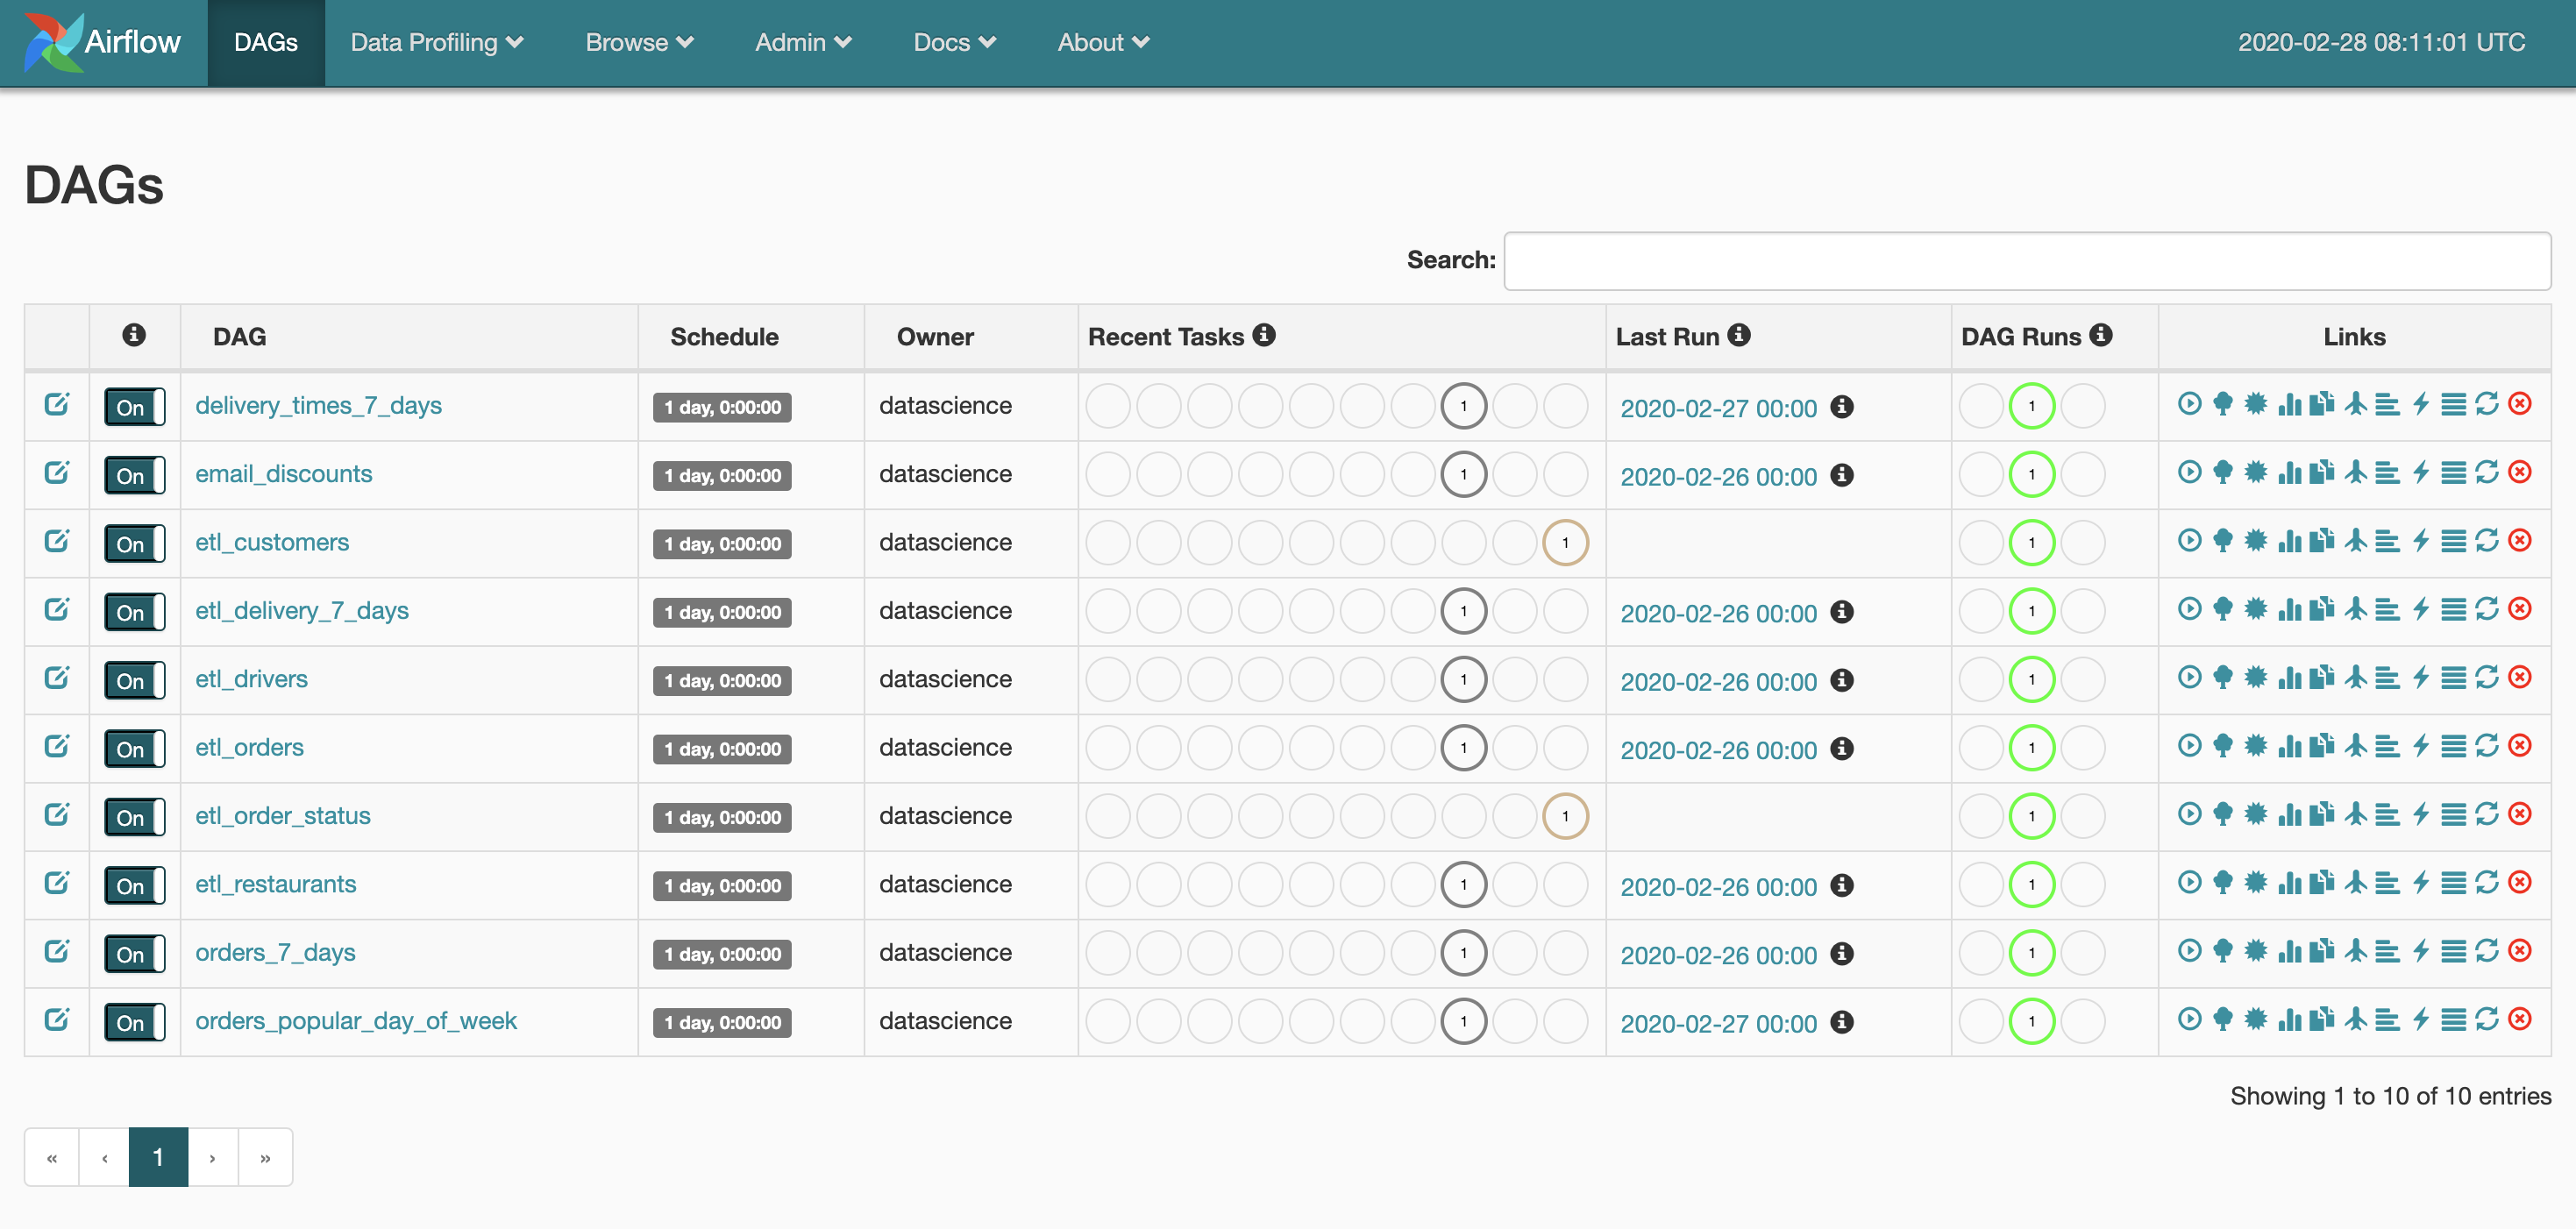 Airflow DAGs Data Profiling Browse Admin Docs About 2020-02-28 08:11:01 UTC
DAGs
Search:
DAG Schedule Owner Recent Tasks Last Run DAG Runs Links
On delivery_times_7_days 1 day, 0:00:00 datascience 1 2020-02-27 00:00 1
On email_discounts 1 day, 0:00:00 datascience 1 2020-02-26 00:00 1
On etl_customers 1 day, 0:00:00 datascience 1 1
On etl_delivery_7_days 1 day, 0:00:00 datascience 1 2020-02-26 00:00 1
On etl_drivers 1 day, 0:00:00 datascience 1 2020-02-26 00:00 1
On etl_orders 1 day, 0:00:00 datascience 1 2020-02-26 00:00 1
On etl_order_status 1 day, 0:00:00 datascience 1 1
On etl_restaurants 1 day, 0:00:00 datascience 1 2020-02-26 00:00 1
On orders_7_days 1 day, 0:00:00 datascience 1 2020-02-26 00:00 1
On orders_popular_day_of_week 1 day, 0:00:00 datascience 1 2020-02-27 00:00 1
Showing 1 to 10 of 10 entries
« ‹ 1 › »